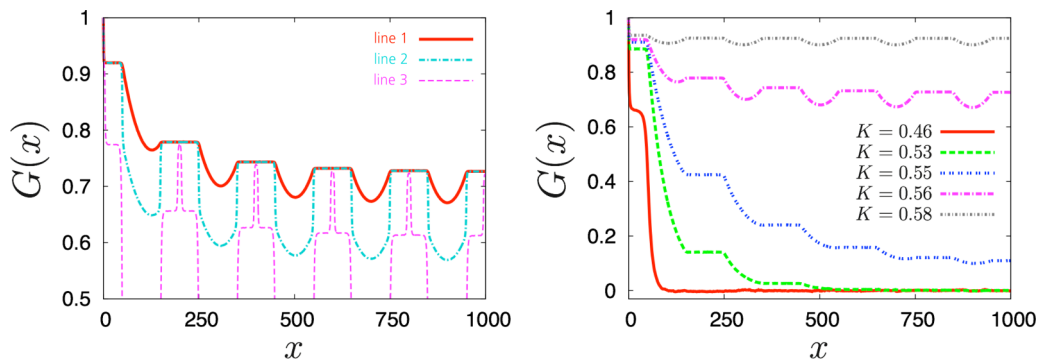 1
0.9
0.8
0.7
0.6
0.5
G(x)
0
250
500
750
1000
x
line 1
line 2
line 3
1
0.8
0.6
0.4
0.2
0
G(x)
0
250
500
750
1000
x
K = 0.46
K = 0.53
K = 0.55
K = 0.56
K = 0.58